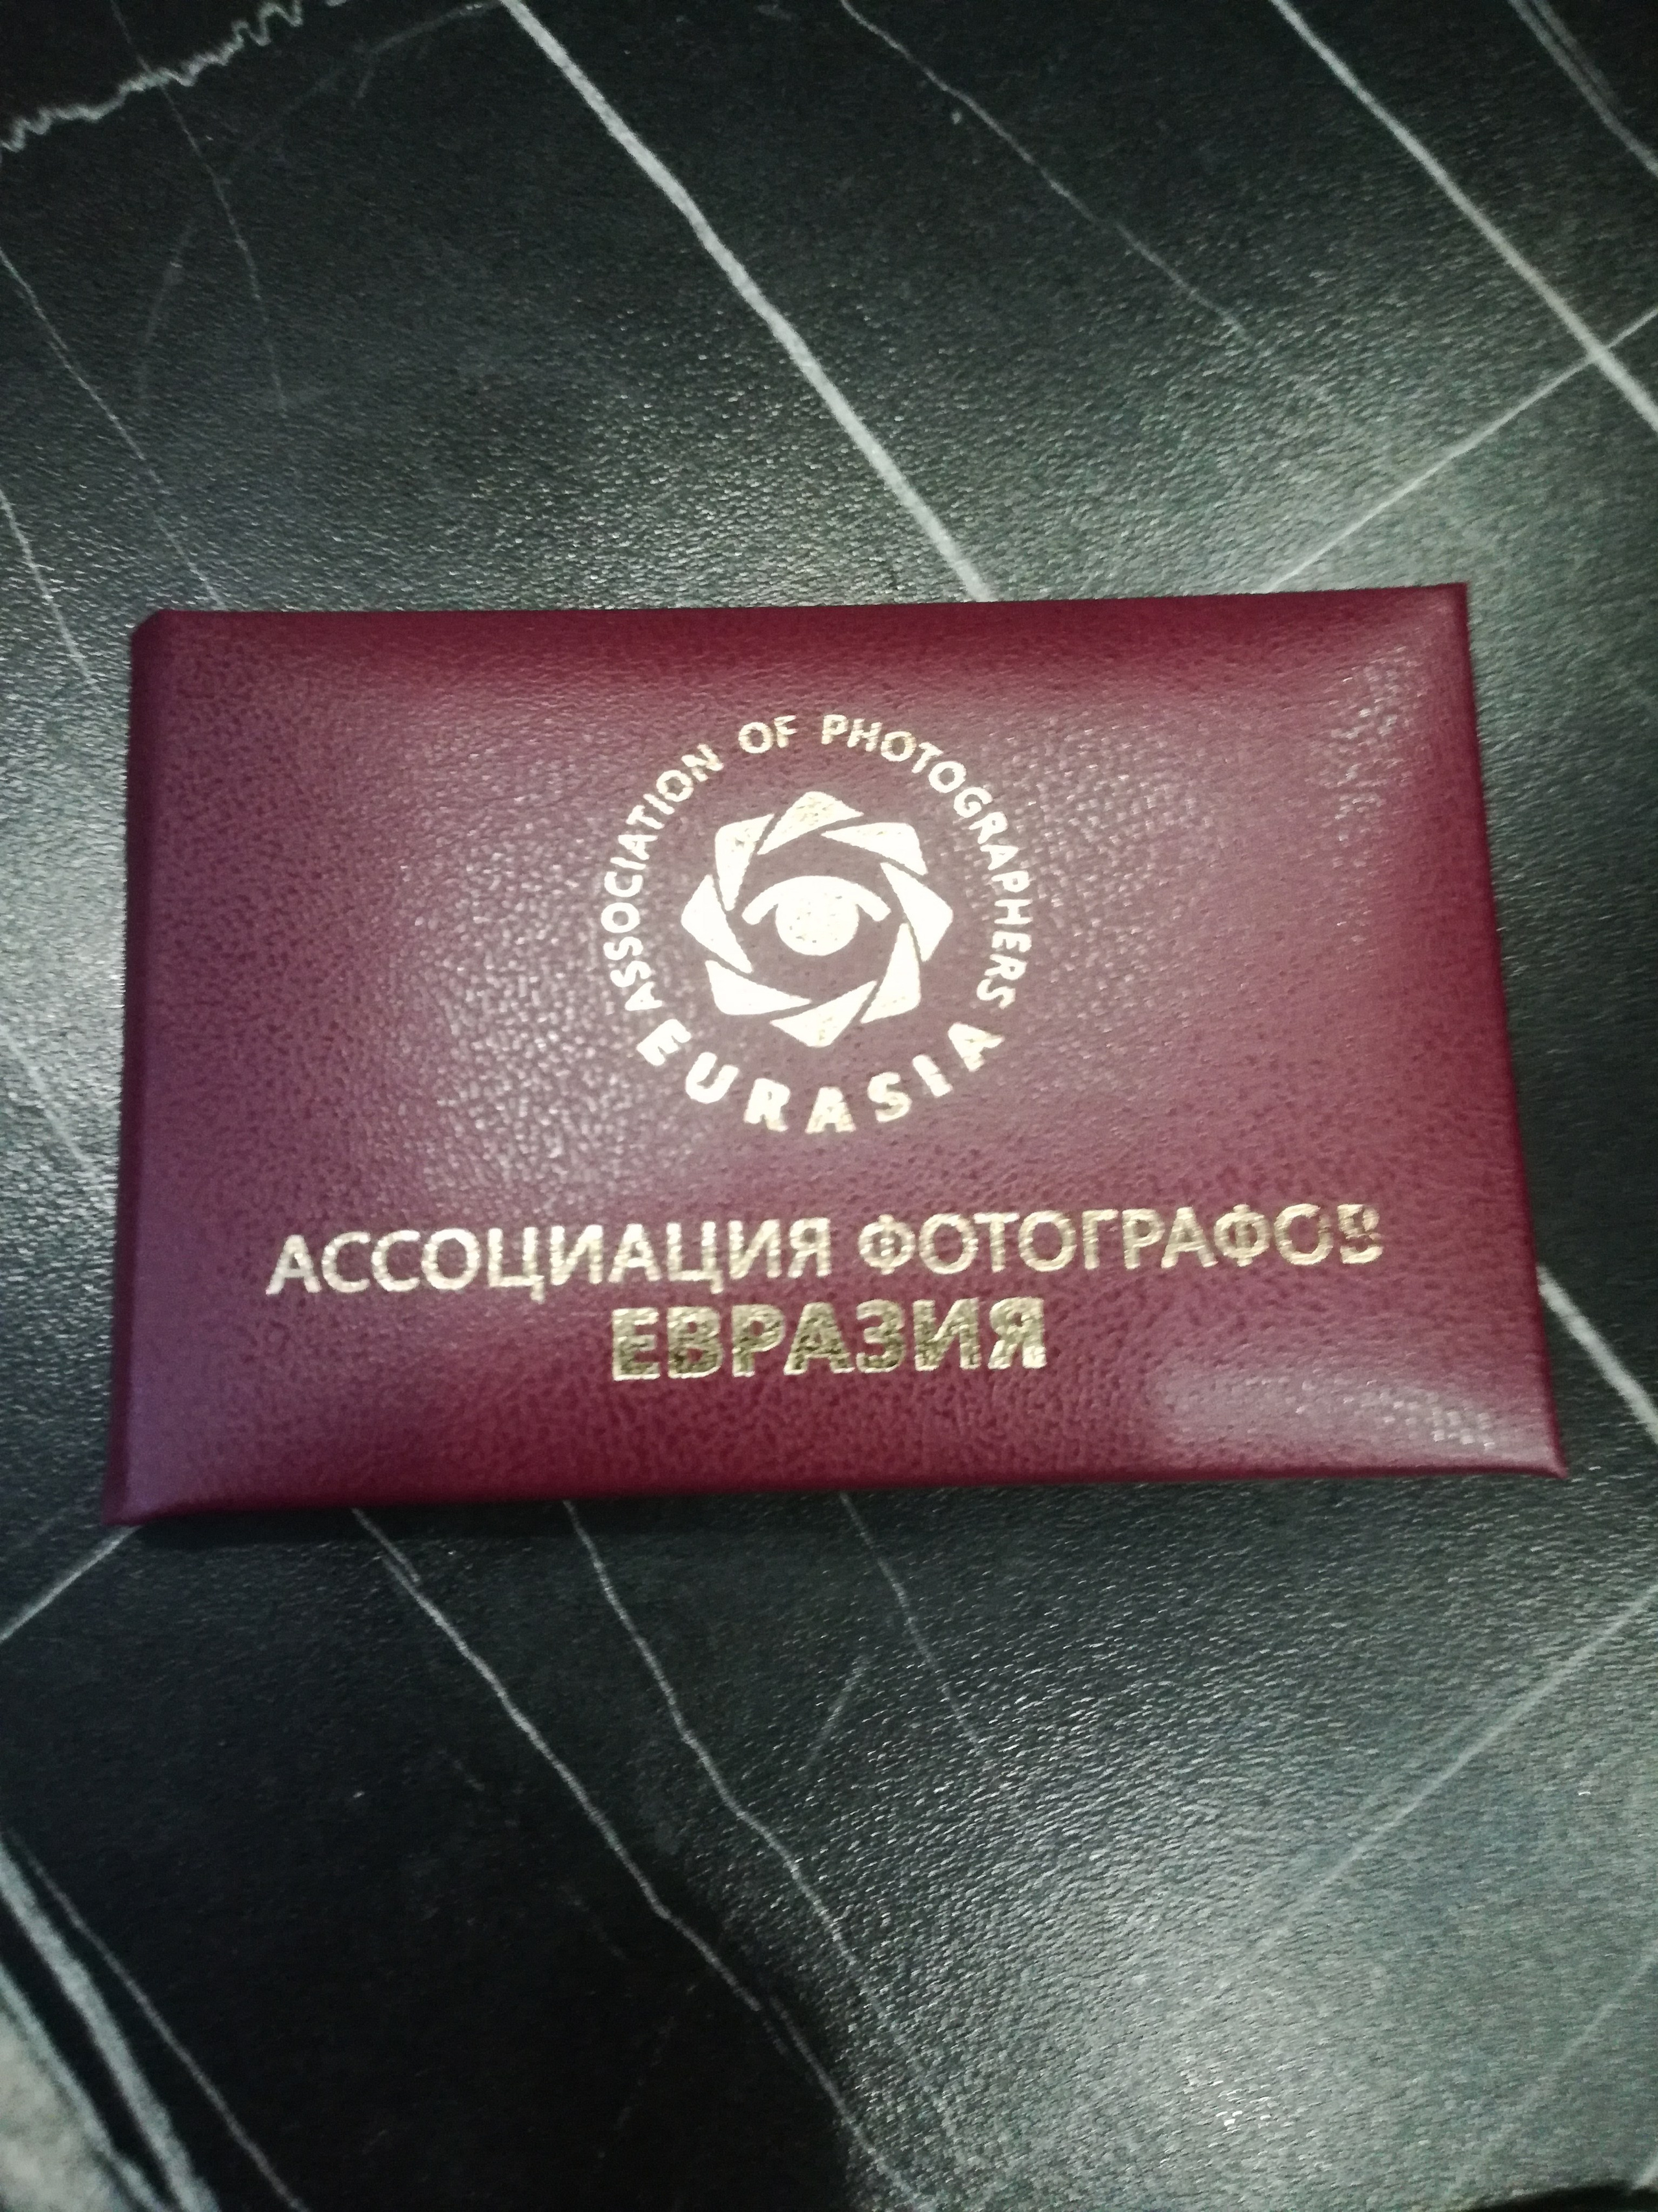 ASSOCIATION OF PHOTOGRAPHERS
EURASIA
АССОЦИАЦИЯ ФОТОГРАФОВ
ЕВРАЗИЯ